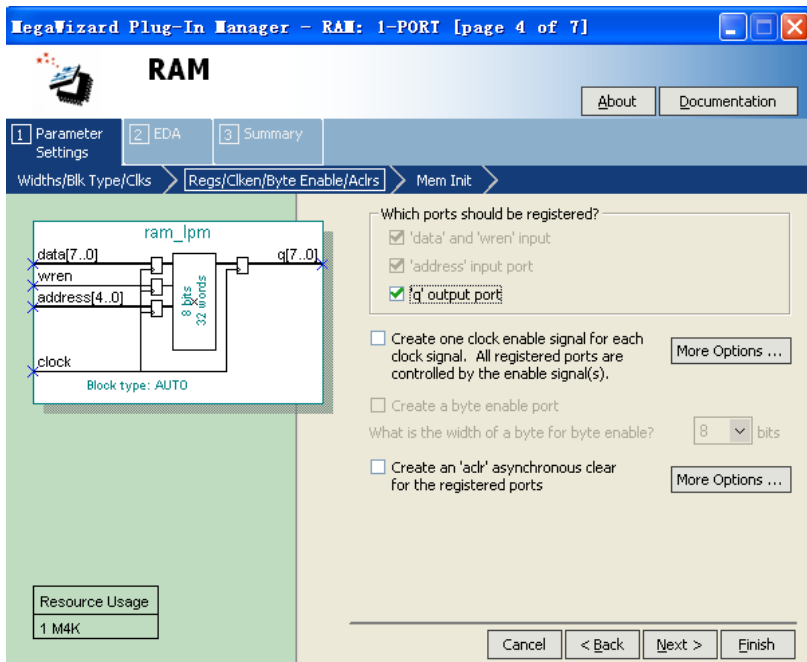 MegaWizard Plug-In Manager - RAM: 1-PORT [page 4 of 7]
RAM
About
Documentation
1 Parameter Settings
2 EDA
3 Summary
Widths/Blk Type/Clks
Regs/Clken/Byte Enable/Aclrs
Mem Init
ram_lpm
data[7..0]
q[7..0]
wren
address[4..0]
8 bits
32 words
clock
Block type: AUTO
Which ports should be registered?
'data' and 'wren' input
'address' input port
'q' output port
Create one clock enable signal for each
clock signal. All registered ports are
controlled by the enable signal(s).
More Options ...
Create a byte enable port
What is the width of a byte for byte enable?
8
bits
Create an 'aclr' asynchronous clear
for the registered ports
More Options ...
Resource Usage
1 M4K
Cancel
< Back
Next >
Finish